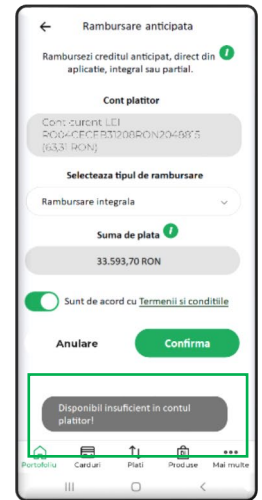 Rambursare anticipata
Rambursezi creditul anticipat, direct din
aplicatie, integral sau partial.
Cont platitor
Cont curent LEI
RO04CECEB31208RON2048815
(63,31 RON)
Selecteaza tipul de rambursare
Rambursare integrala
Suma de plata
33.593,70 RON
Sunt de acord cu Termenii si conditiile
Anulare Confirma
Disponibil insuficient in contul
platitor!
Portofoliu Carduri Plati Produse Mai multe